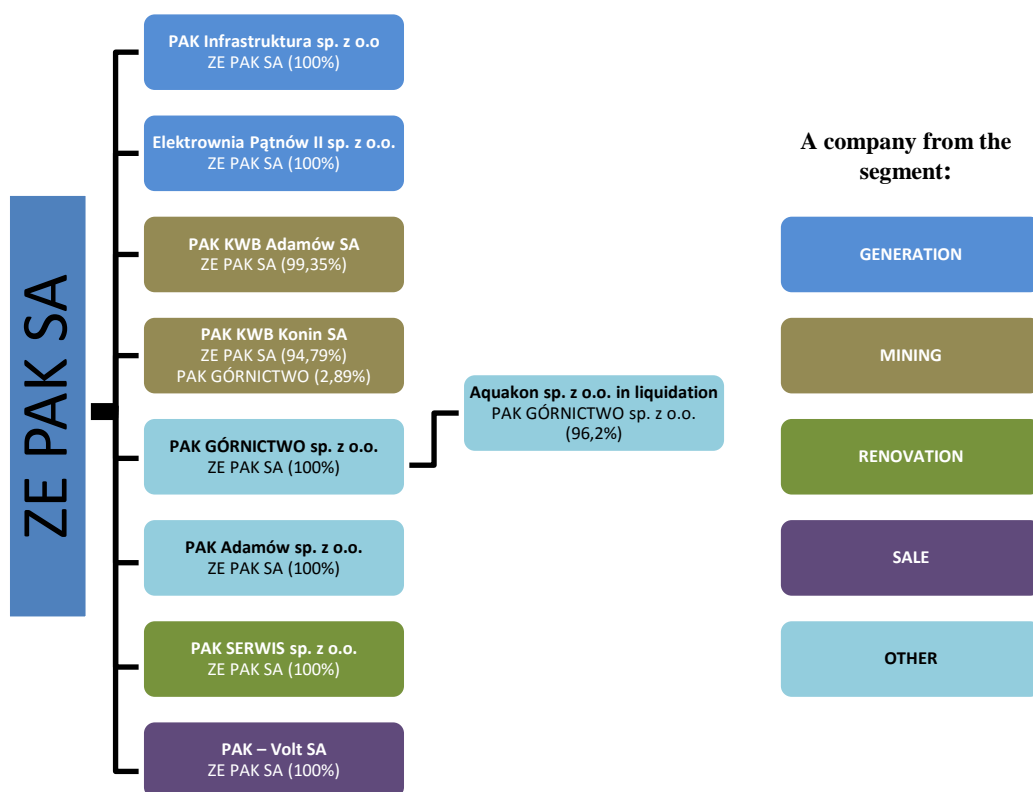 ZE PAK SA
PAK Infrastruktura sp. z o.o
ZE PAK SA (100%)
Elektrownia Pątnów II sp. z o.o.
ZE PAK SA (100%)
PAK KWB Adamów SA
ZE PAK SA (99,35%)
PAK KWB Konin SA
ZE PAK SA (94,79%)
PAK GÓRNICTWO (2,89%)
PAK GÓRNICTWO sp. z o.o.
ZE PAK SA (100%)
PAK Adamów sp. z o.o.
ZE PAK SA (100%)
PAK SERWIS sp. z o.o.
ZE PAK SA (100%)
PAK – Volt SA
ZE PAK SA (100%)
Aquakon sp. z o.o. in liquidation
PAK GÓRNICTWO sp. z o.o.
(96,2%)
A company from the
segment:
GENERATION
MINING
RENOVATION
SALE
OTHER